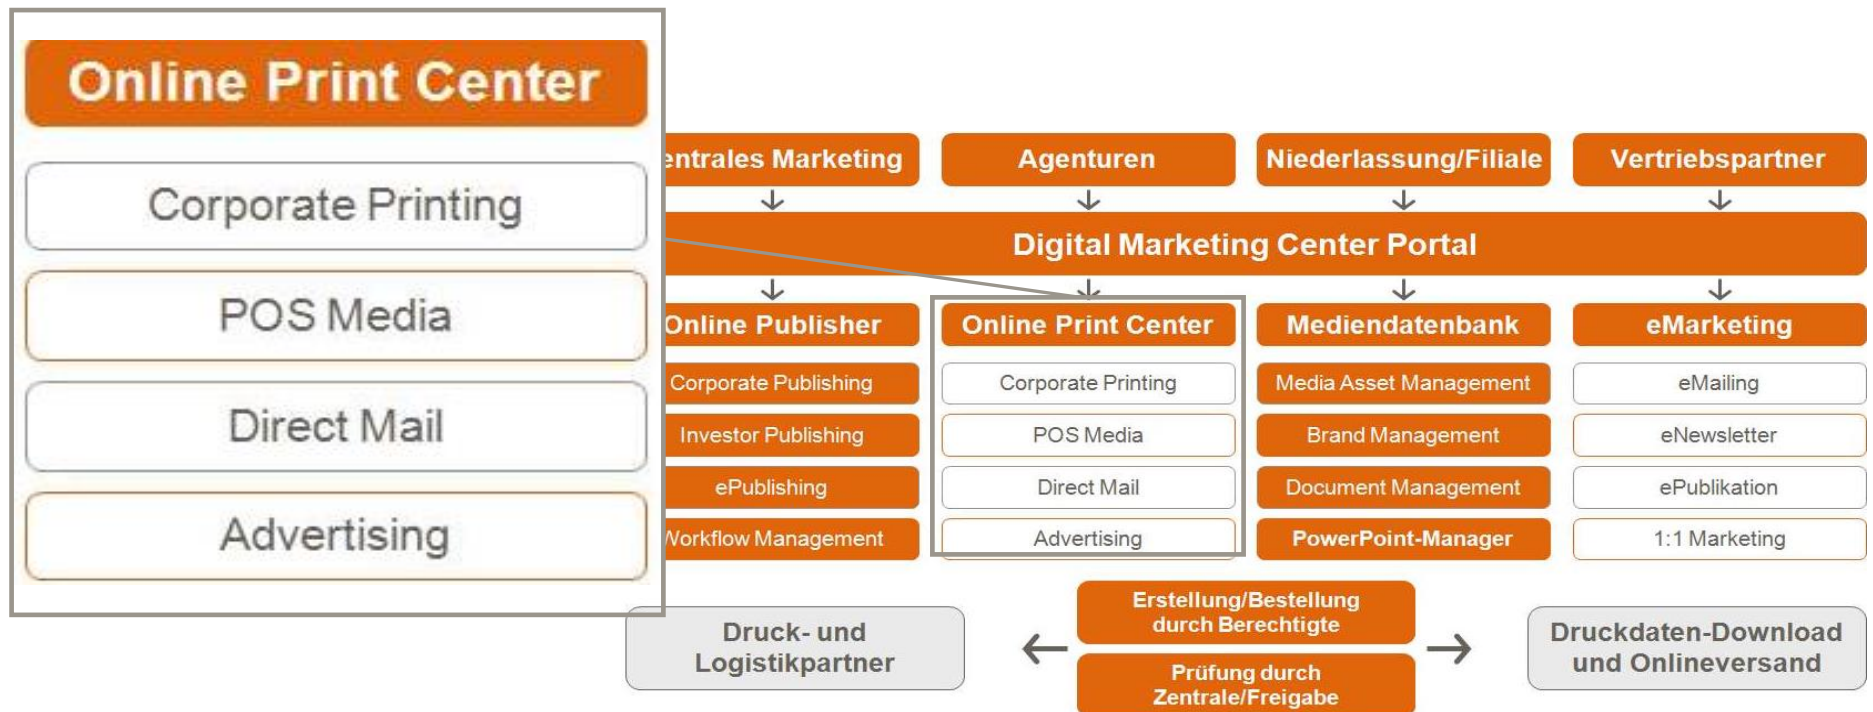 Online Print Center
Corporate Printing
POS Media
Direct Mail
Advertising
entrales Marketing
Agenturen
Niederlassung/Filiale
Vertriebspartner
Digital Marketing Center Portal
Online Publisher
Online Print Center
Mediendatenbank
eMarketing
Corporate Publishing
Corporate Printing
Media Asset Management
eMailing
Investor Publishing
POS Media
Brand Management
eNewsletter
ePublishing
Direct Mail
Document Management
ePublikation
Workflow Management
Advertising
PowerPoint-Manager
1:1 Marketing
Druck- und
Logistikpartner
Erstellung/Bestellung
durch Berechtigte
Prüfung durch
Zentrale/Freigabe
Druckdaten-Download
und Onlineversand